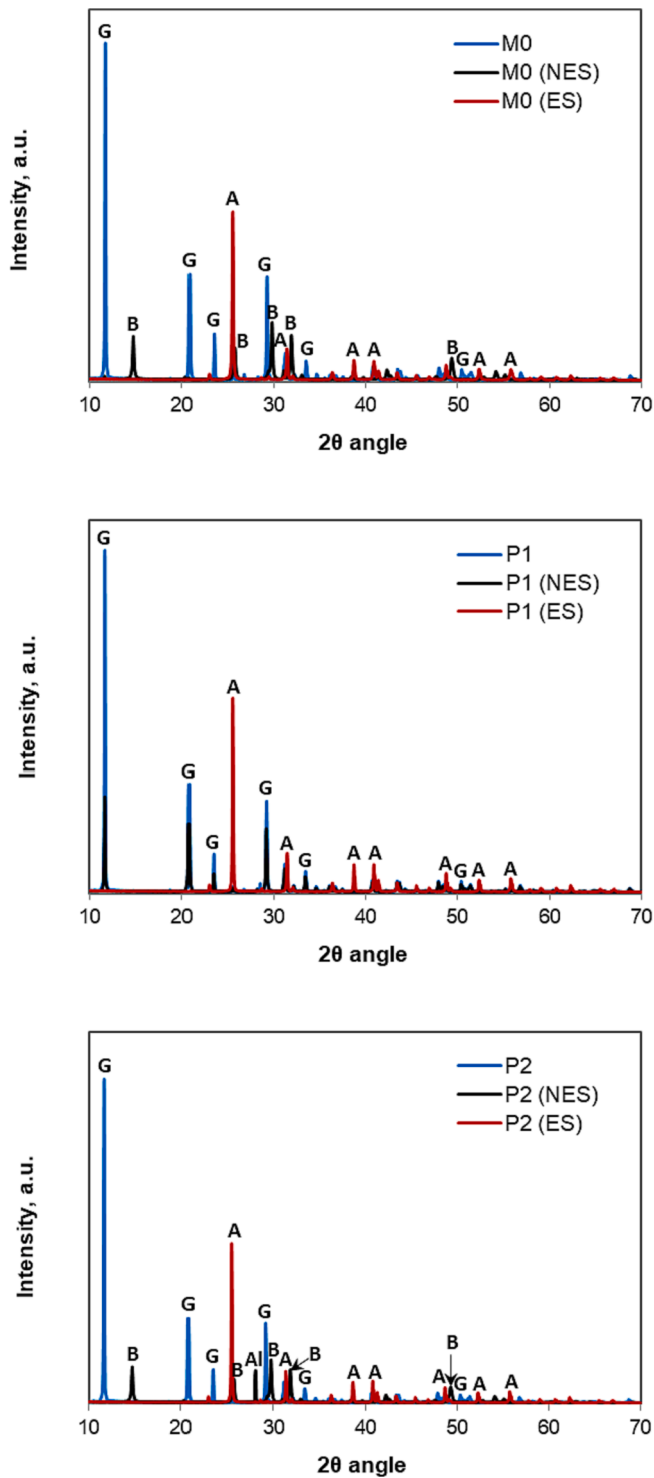 G
M0
M0 (NES)
M0 (ES)
A
G
G
G
B
B
B
B
A
G
A
A
B
G
A
A
Intensity, a.u.
10 20 30 40 50 60 70
2θ angle
G
P1
P1 (NES)
P1 (ES)
A
G
G
G
A
G
A
A
A
G
A
A
Intensity, a.u.
10 20 30 40 50 60 70
2θ angle
G
P2
P2 (NES)
P2 (ES)
A
G
G
G
B
B
Al
B
A
B
G
A
A
A
B
G
A
A
Intensity, a.u.
10 20 30 40 50 60 70
2θ angle